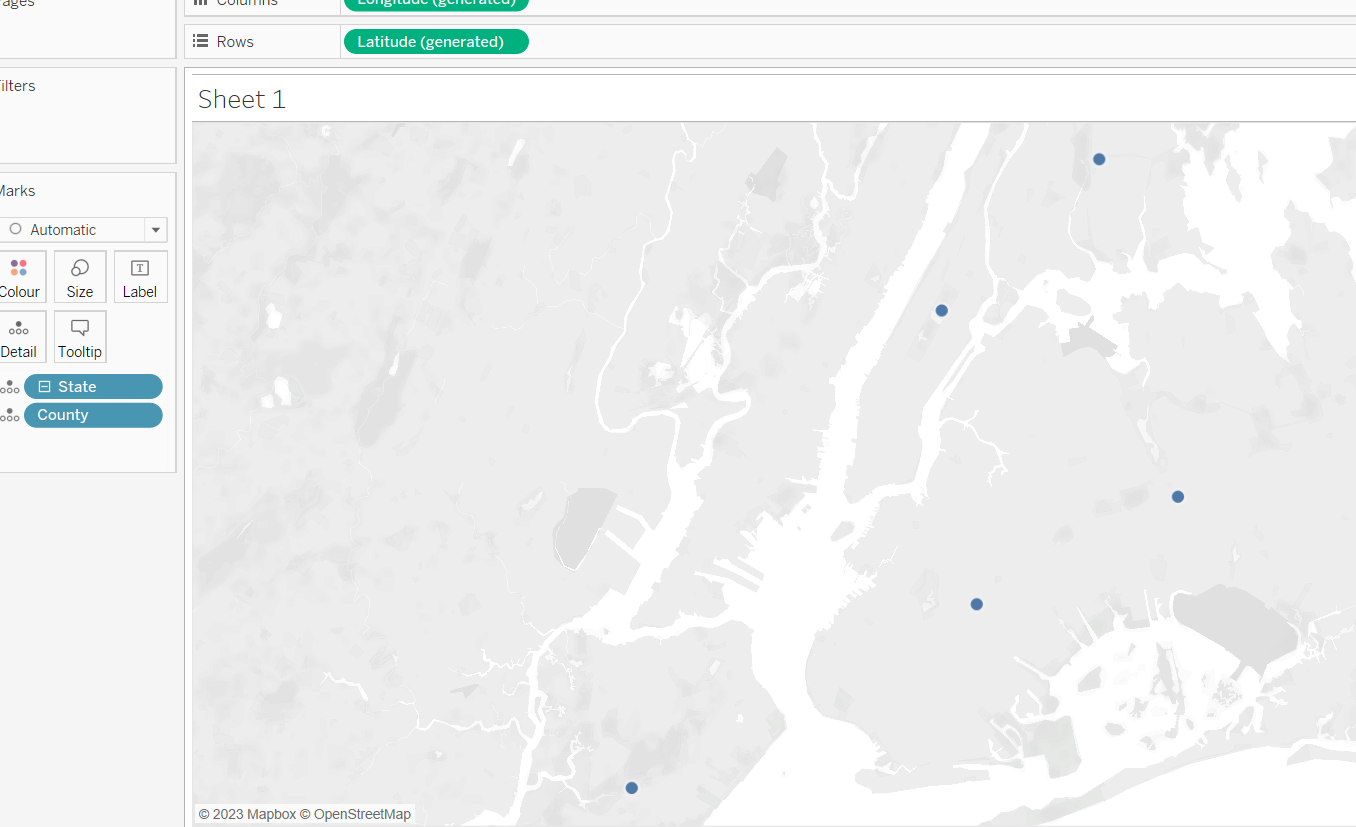 ages
Columns
Longitude (generated)
Rows
Latitude (generated)
ilters
Sheet 1
Marks
Automatic
Colour
Size
T
Label
Detail
Tooltip
State
County
© 2023 Mapbox © OpenStreetMap